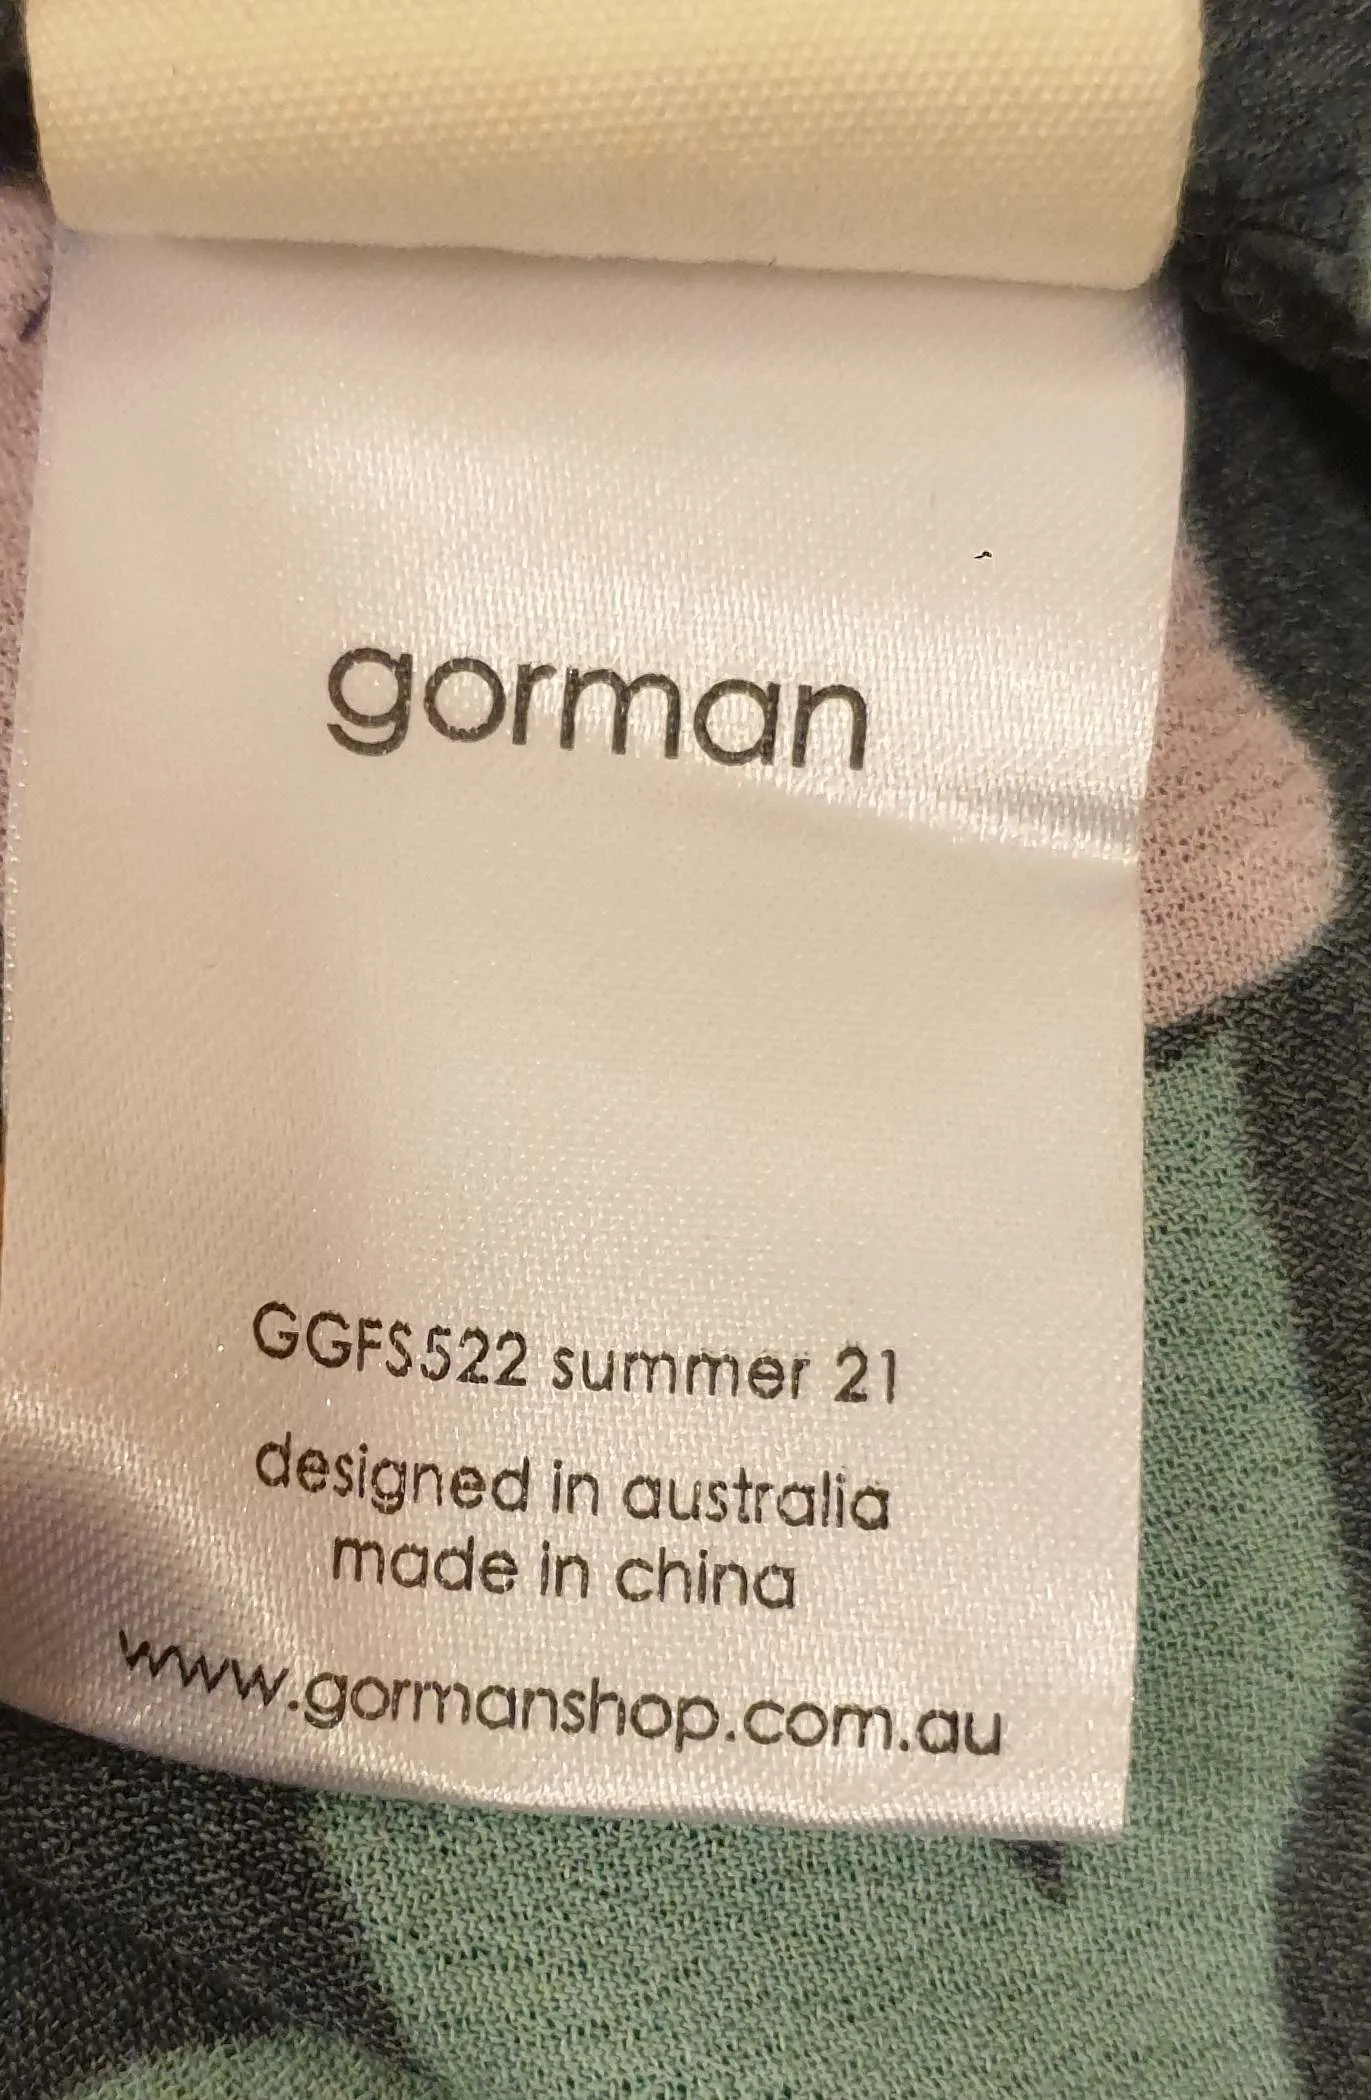 gorman
GGFS522 summer 21
designed in australia
made in china
www.gormanshop.com.au